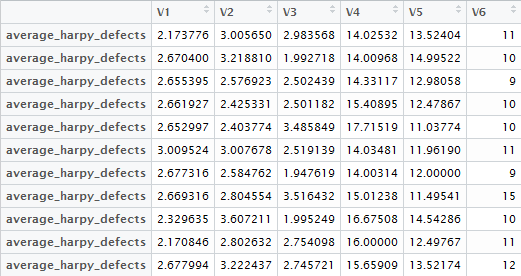 V1 V2 V3 V4 V5 V6
average_harpy_defects 2.173776 3.005650 2.983568 14.02532 13.52404 11
average_harpy_defects 2.670400 3.218810 1.992718 14.00968 14.99522 10
average_harpy_defects 2.655395 2.576923 2.502439 14.33117 12.98058 9
average_harpy_defects 2.661927 2.425331 2.501182 15.40895 12.47867 10
average_harpy_defects 2.652997 2.403774 3.485849 17.71519 11.03774 10
average_harpy_defects 3.009524 3.007678 2.519139 14.03481 11.96190 11
average_harpy_defects 2.677316 2.584762 1.947619 14.00314 12.00000 9
average_harpy_defects 2.669316 2.804554 3.516432 15.01238 11.49541 15
average_harpy_defects 2.329635 3.607211 1.995249 16.67508 14.54286 10
average_harpy_defects 2.170846 2.802632 2.754098 16.00000 12.49767 11
average_harpy_defects 2.677994 3.222437 2.745721 15.65909 13.52174 12